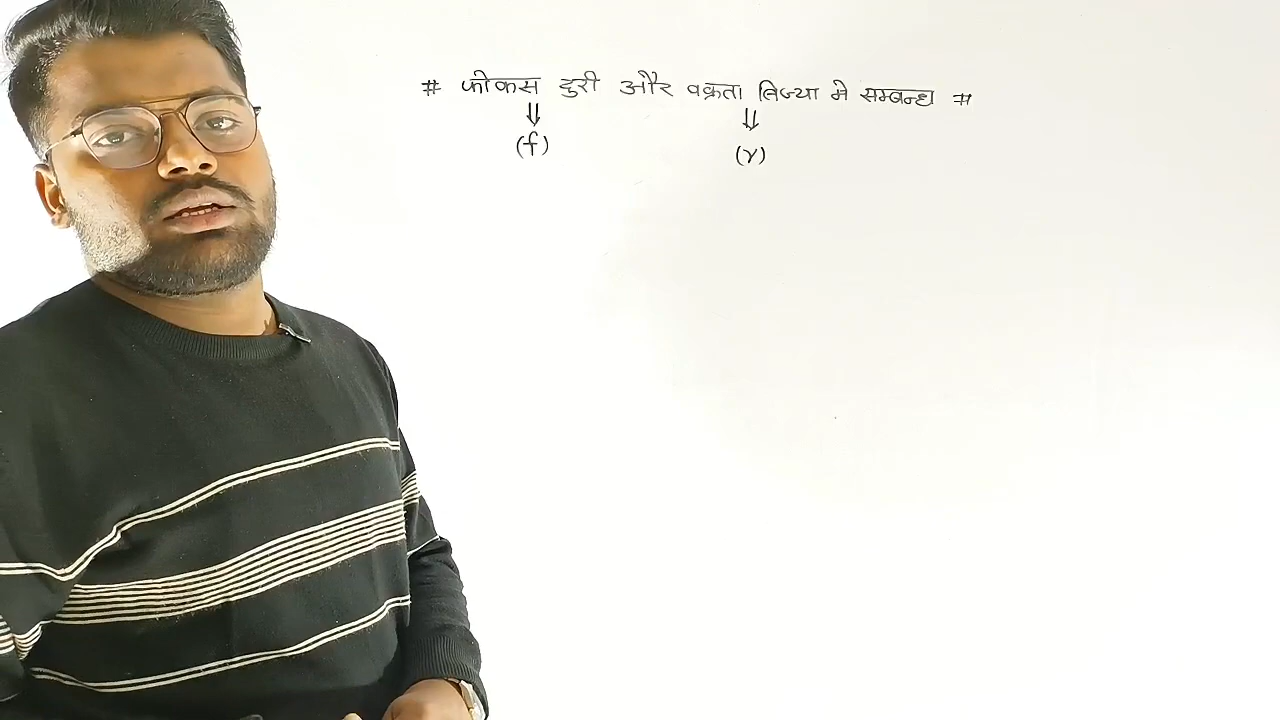 # फोकस दुरी और वक्रता त्रिज्या मे सम्बन्ध #
⇓ ⇓
(f) (r)